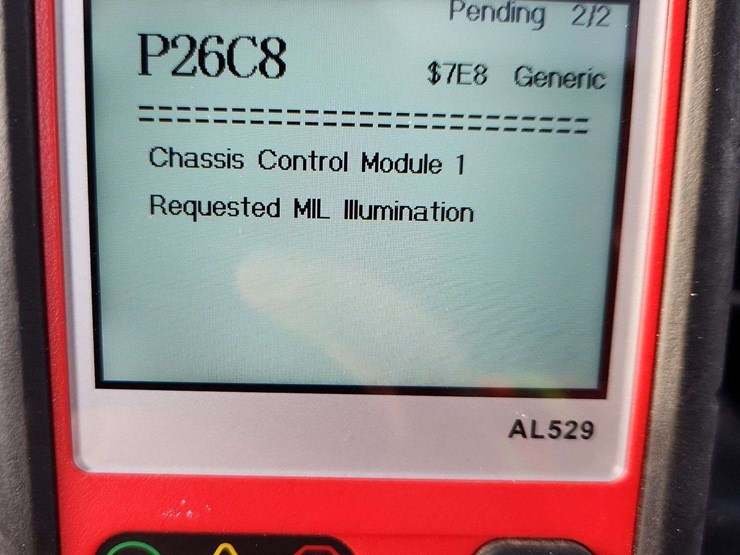 Pending 2/2
P26C8
$7E8 Generic
==========================
Chassis Control Module 1
Requested MIL Illumination
AL529